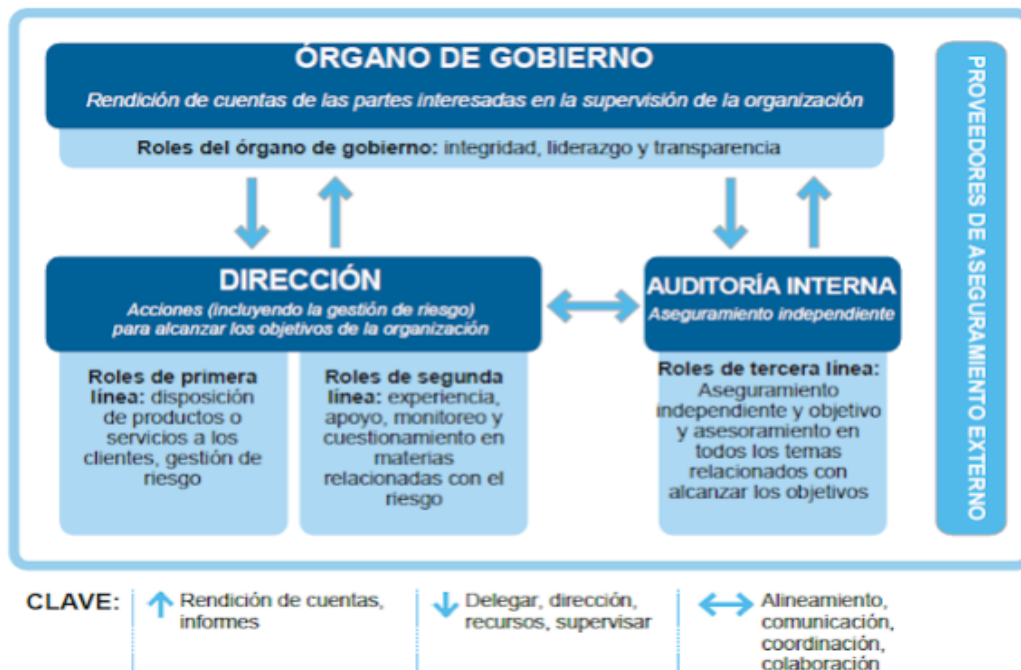 ÓRGANO DE GOBIERNO
Rendición de cuentas de las partes interesadas en la supervisión de la organización
Roles del órgano de gobierno: integridad, liderazgo y transparencia
DIRECCIÓN
Acciones (incluyendo la gestión de riesgo)
para alcanzar los objetivos de la organización
Roles de primera
línea: disposición
de productos o
servicios a los
clientes, gestión de
riesgo
Roles de segunda
línea: experiencia,
apoyo, monitoreo y
cuestionamiento en
materias
relacionadas con el
riesgo
AUDITORÍA INTERNA
Aseguramiento independiente
Roles de tercera línea:
Aseguramiento
independiente y objetivo
y asesoramiento en
todos los temas
relacionados con
alcanzar los objetivos
PROVEEDORES DE ASEGURAMIENTO EXTERNO
CLAVE:
Rendición de cuentas,
informes
Delegar, dirección,
recursos, supervisar
Alineamiento,
comunicación,
coordinación,
colaboración